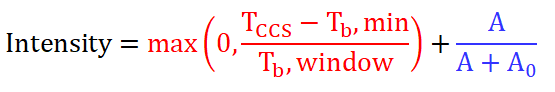 Intensity = max(0, (T_CCS − T_b,min)/(T_b,window)) + A/(A + A_0)